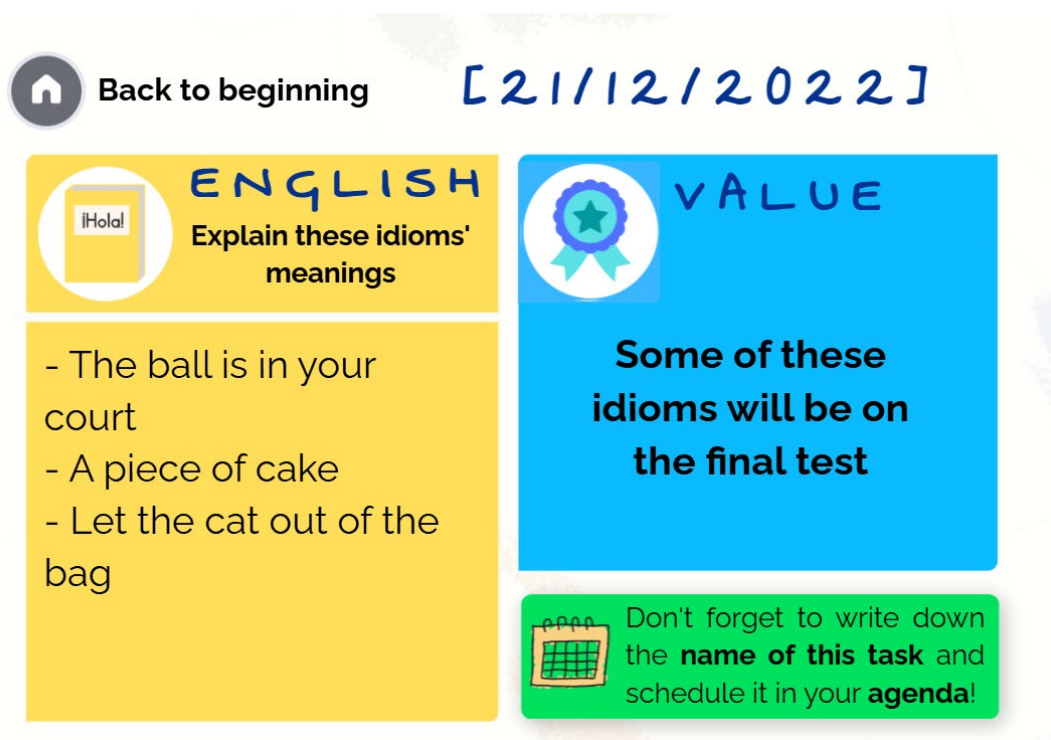 Back to beginning
[21/12/2022]
ENGLISH
¡Hola!
Explain these idioms'
meanings
- The ball is in your
court
- A piece of cake
- Let the cat out of the
bag
VALUE
Some of these
idioms will be on
the final test
Don't forget to write down
the name of this task and
schedule it in your agenda!